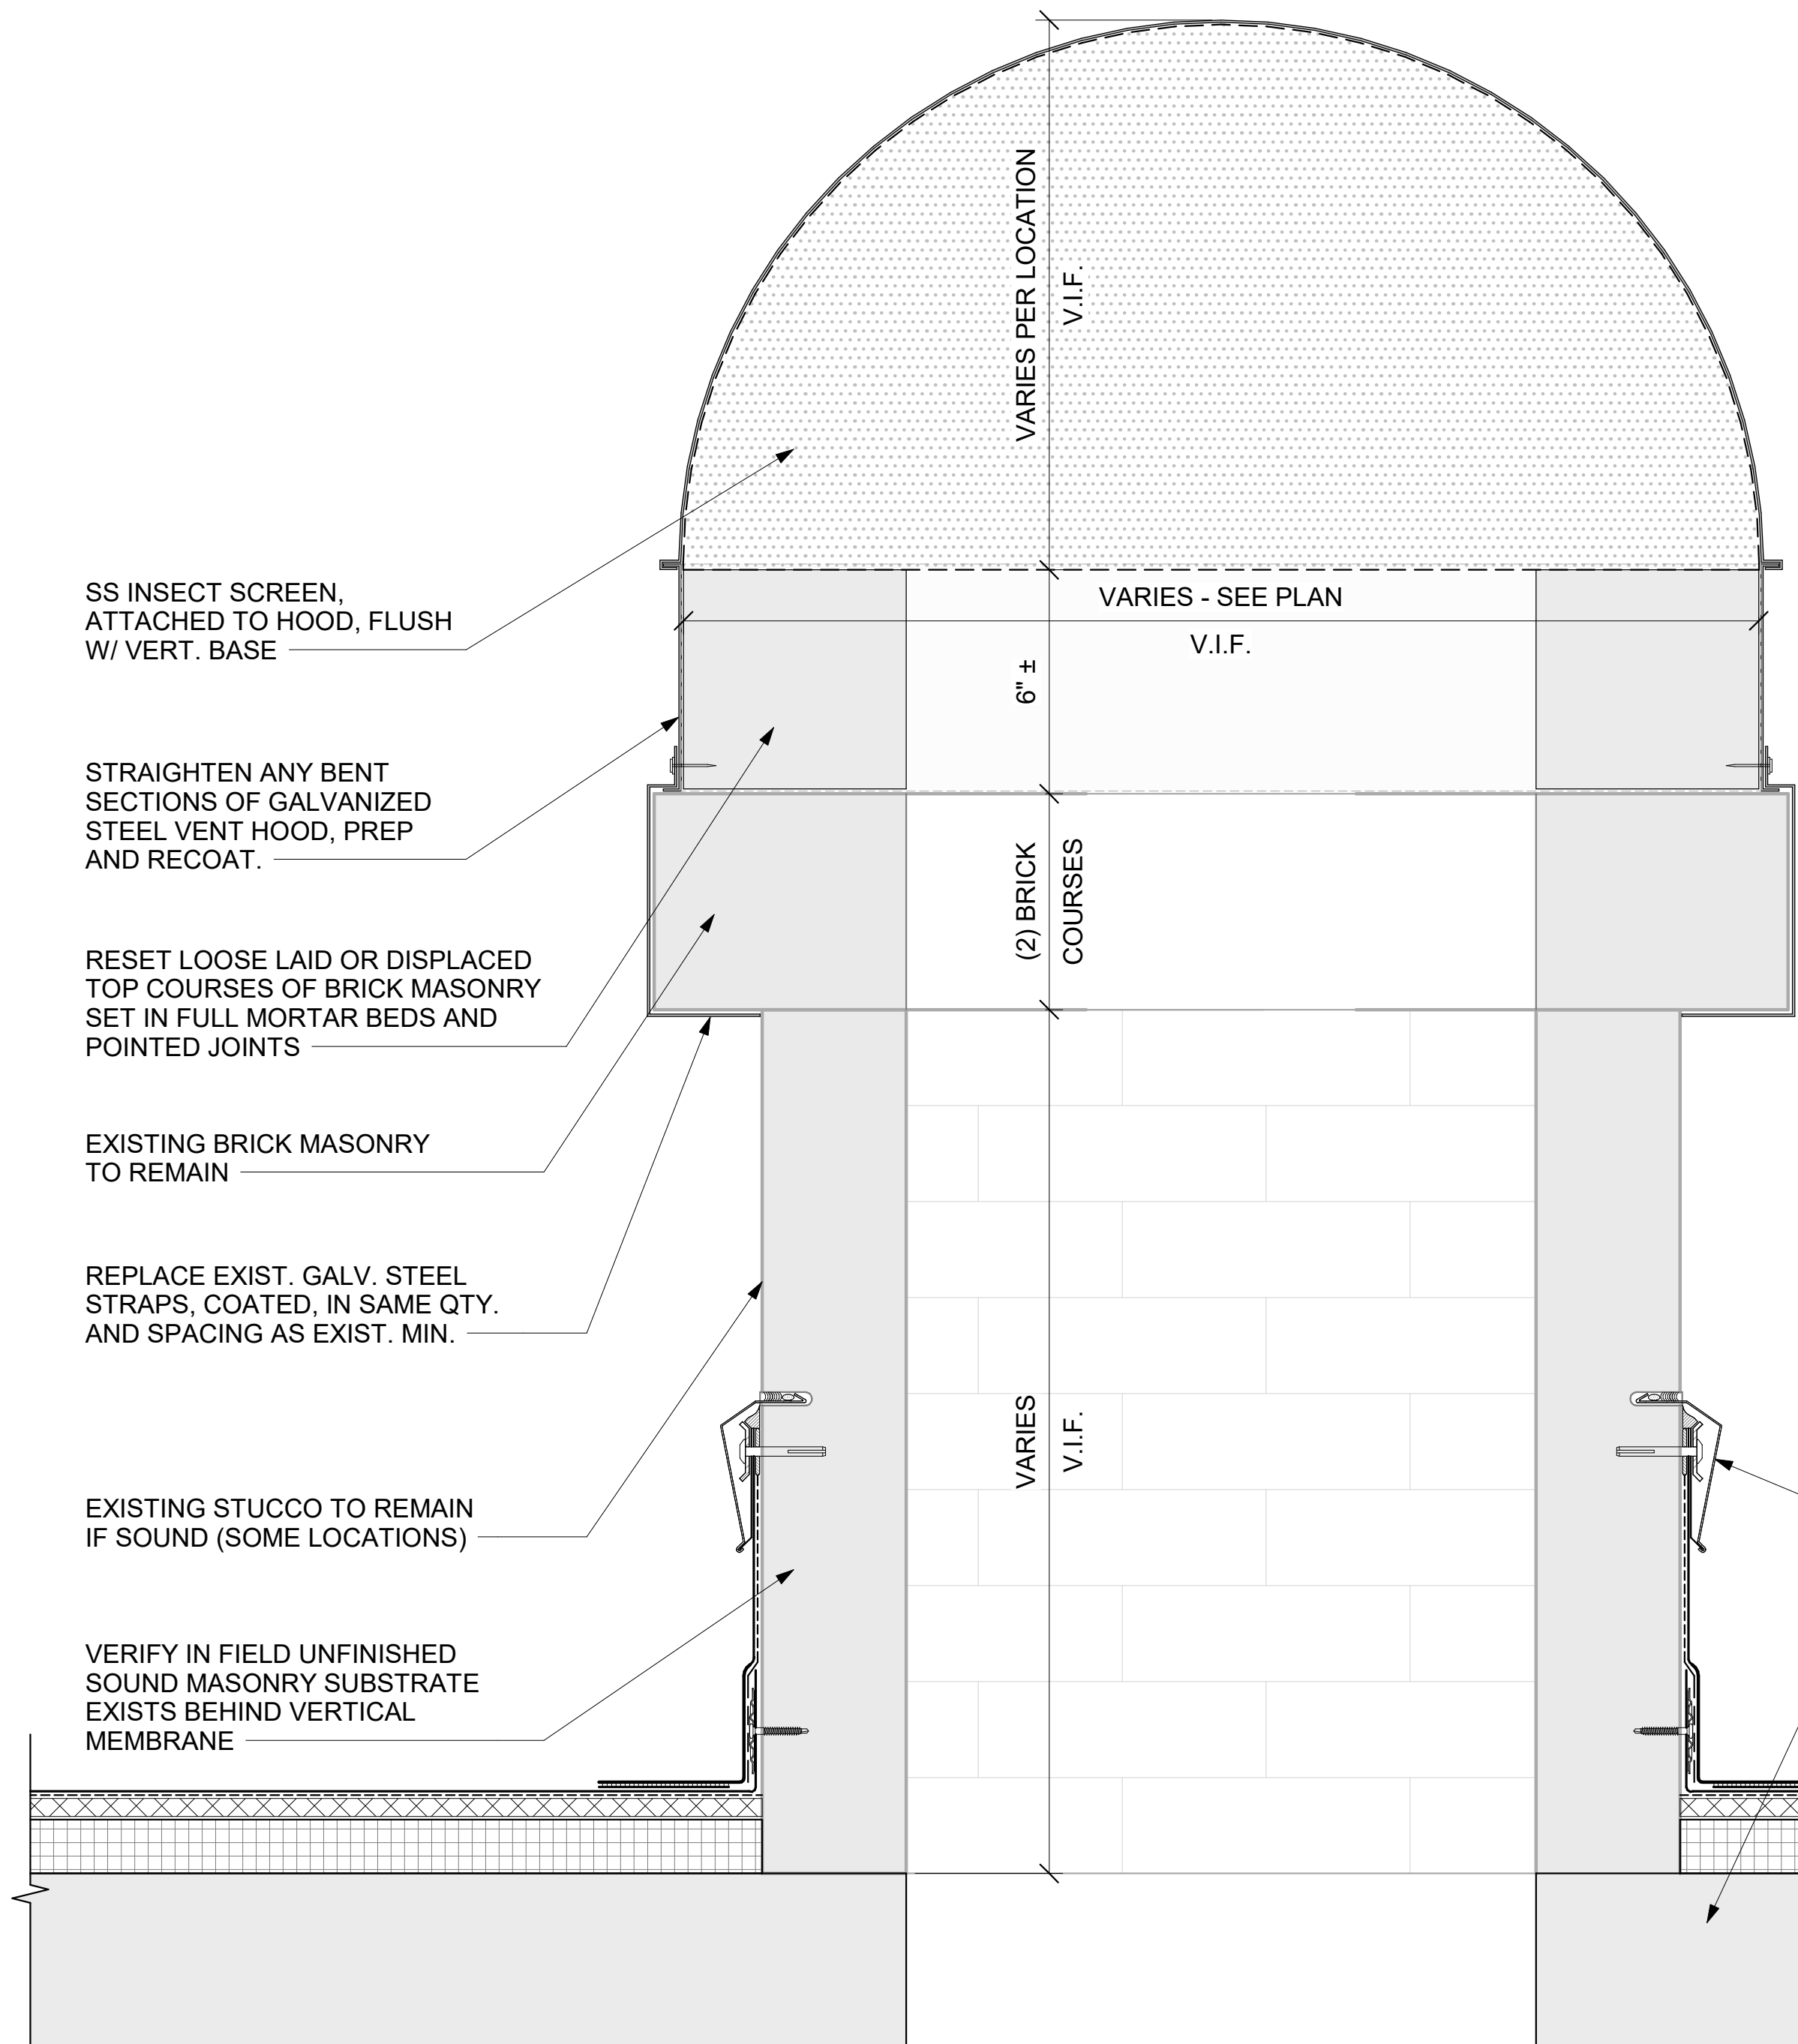 VARIES PER LOCATION
V.I.F.
SS INSECT SCREEN,
ATTACHED TO HOOD, FLUSH
W/ VERT. BASE
VARIES - SEE PLAN
V.I.F.
6" ±
STRAIGHTEN ANY BENT
SECTIONS OF GALVANIZED
STEEL VENT HOOD, PREP
AND RECOAT.
(2) BRICK
COURSES
RESET LOOSE LAID OR DISPLACED
TOP COURSES OF BRICK MASONRY
SET IN FULL MORTAR BEDS AND
POINTED JOINTS
EXISTING BRICK MASONRY
TO REMAIN
REPLACE EXIST. GALV. STEEL
STRAPS, COATED, IN SAME QTY.
AND SPACING AS EXIST. MIN.
VARIES
V.I.F.
EXISTING STUCCO TO REMAIN
IF SOUND (SOME LOCATIONS)
VERIFY IN FIELD UNFINISHED
SOUND MASONRY SUBSTRATE
EXISTS BEHIND VERTICAL
MEMBRANE